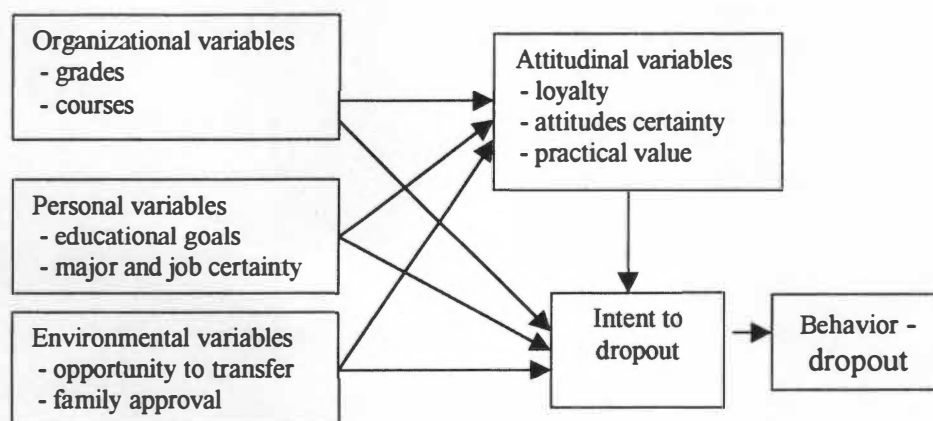 Organizational variables
- grades
- courses
Personal variables
- educational goals
- major and job certainty
Environmental variables
- opportunity to transfer
- family approval
Attitudinal variables
- loyalty
- attitudes certainty
- practical value
Intent to
dropout
Behavior -
dropout